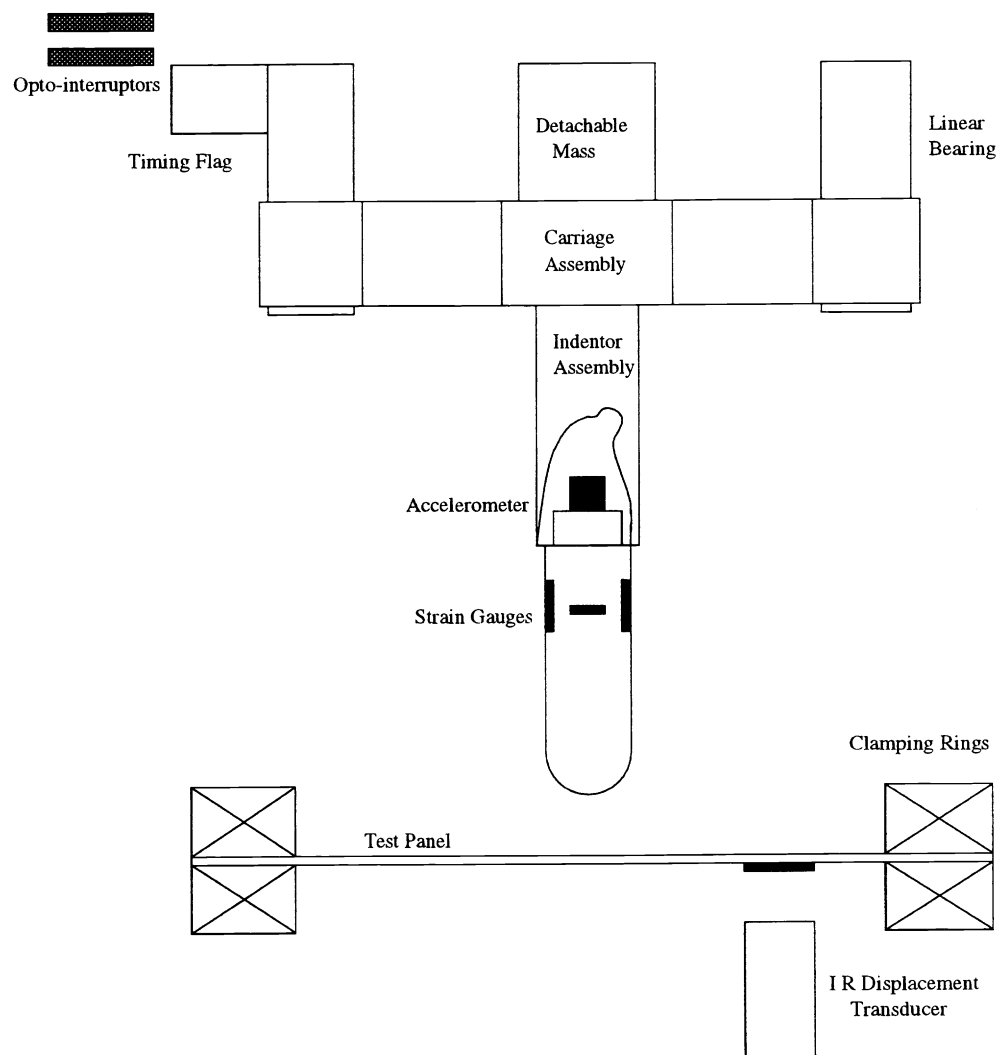 Opto-interruptors
Timing Flag
Detachable
Mass
Linear
Bearing
Carriage
Assembly
Indentor
Assembly
Accelerometer
Strain Gauges
Clamping Rings
Test Panel
I R Displacement
Transducer